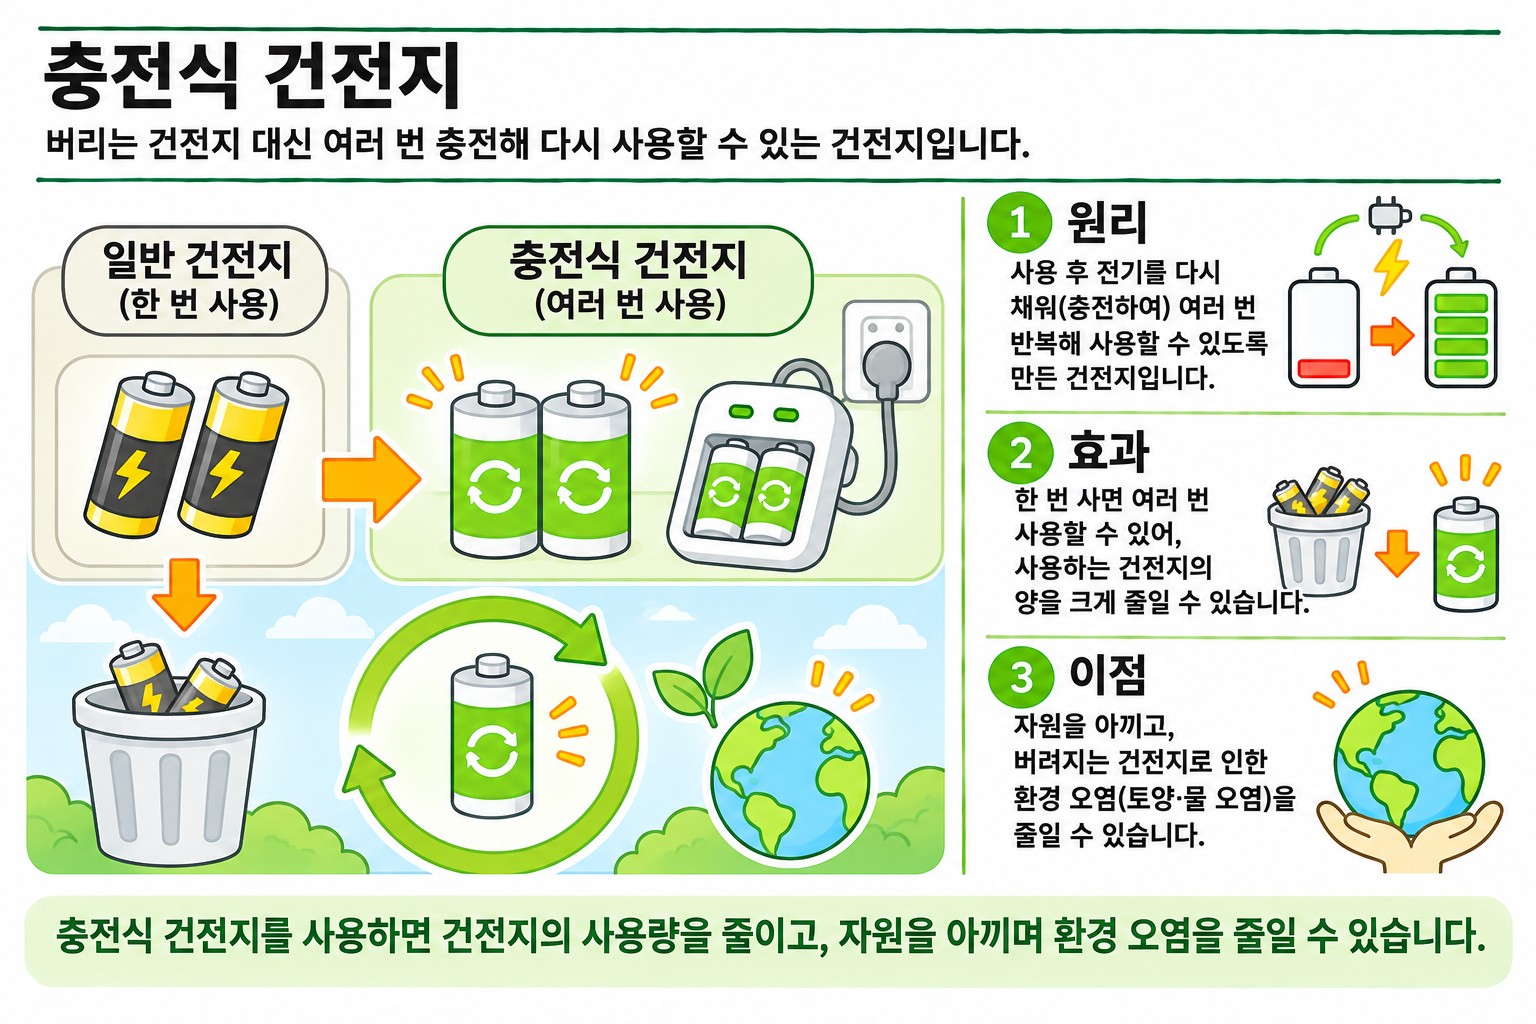 충전식 건전지
버리는 건전지 대신 여러 번 충전해 다시 사용할 수 있는 건전지입니다.
일반 건전지
(한 번 사용)
충전식 건전지
(여러 번 사용)
1 원리
사용 후 전기를 다시
채워(충전하여) 여러 번
반복해 사용할 수 있도록
만든 건전지입니다.
2 효과
한 번 사면 여러 번
사용할 수 있어,
사용하는 건전지의
양을 크게 줄일 수 있습니다.
3 이점
자원을 아끼고,
버려지는 건전지로 인한
환경 오염(토양·물 오염)을
줄일 수 있습니다.
충전식 건전지를 사용하면 건전지의 사용량을 줄이고, 자원을 아끼며 환경 오염을 줄일 수 있습니다.